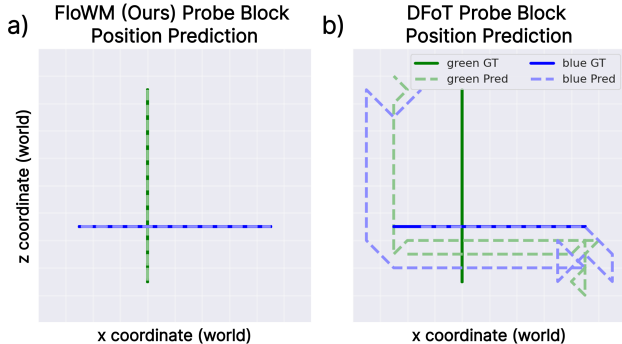 a)
FloWM (Ours) Probe Block
Position Prediction
z coordinate (world)
x coordinate (world)
b)
DFoT Probe Block
Position Prediction
green GT
green Pred
blue GT
blue Pred
x coordinate (world)